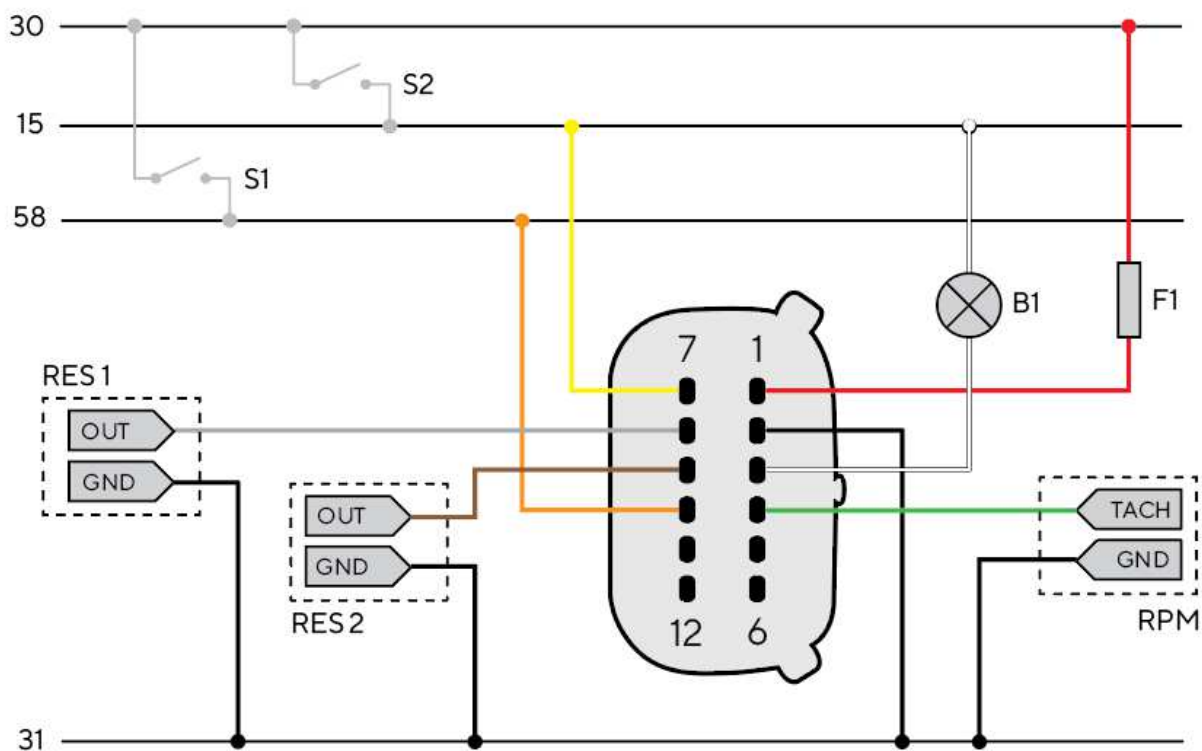 30
S2
15
S1
58
B1
F1
7 1
RES 1
OUT
GND
OUT
GND
RES 2
TACH
GND
RPM
12 6
31